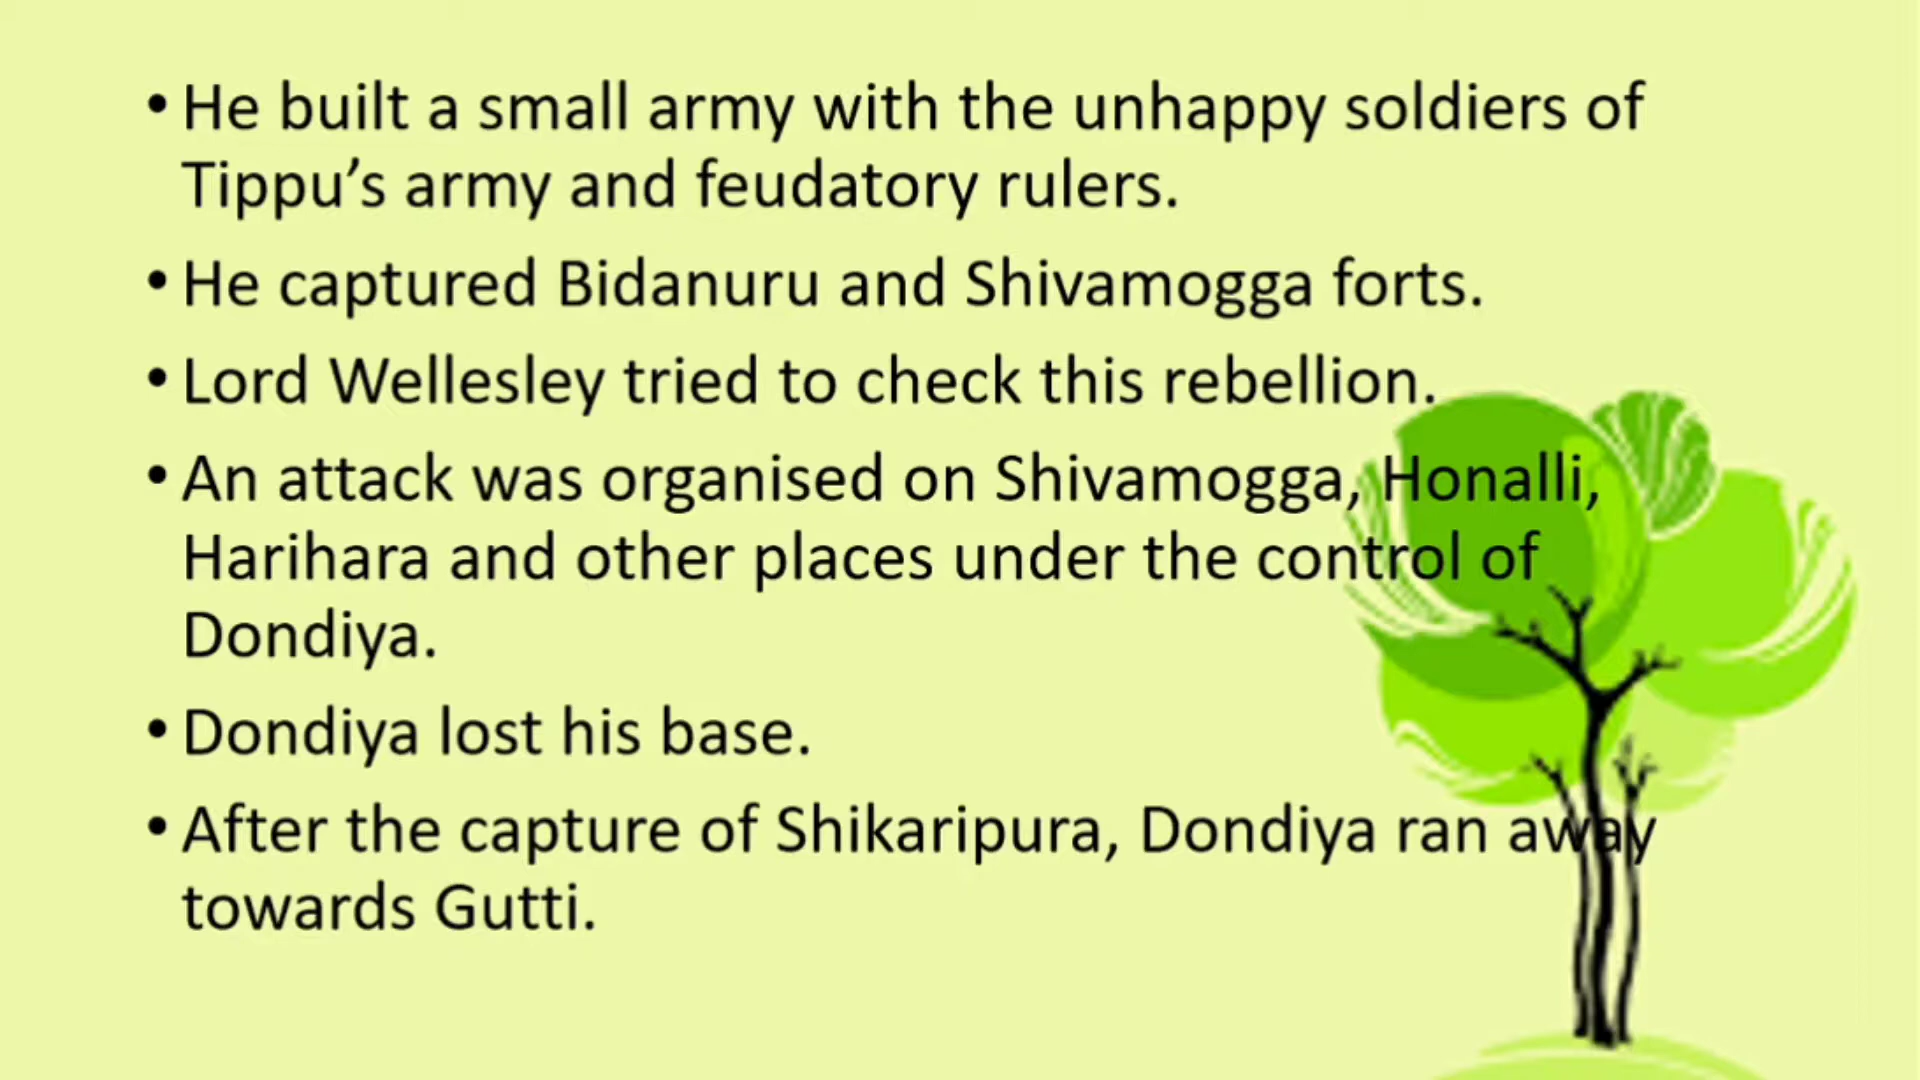 • He built a small army with the unhappy soldiers of
Tippu’s army and feudatory rulers.
• He captured Bidanuru and Shivamogga forts.
• Lord Wellesley tried to check this rebellion.
• An attack was organised on Shivamogga, Honalli,
Harihara and other places under the control of
Dondiya.
• Dondiya lost his base.
• After the capture of Shikaripura, Dondiya ran away
towards Gutti.